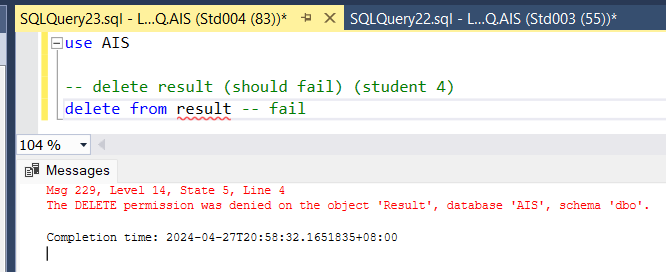 SQLQuery23.sql - L...Q.AIS (Std004 (83))* SQLQuery22.sql - L...Q.AIS (Std003 (55))*
use AIS
-- delete result (should fail) (student 4)
delete from result -- fail
104 %
Messages
Msg 229, Level 14, State 5, Line 4
The DELETE permission was denied on the object 'Result', database 'AIS', schema 'dbo'.
Completion time: 2024-04-27T20:58:32.1651835+08:00